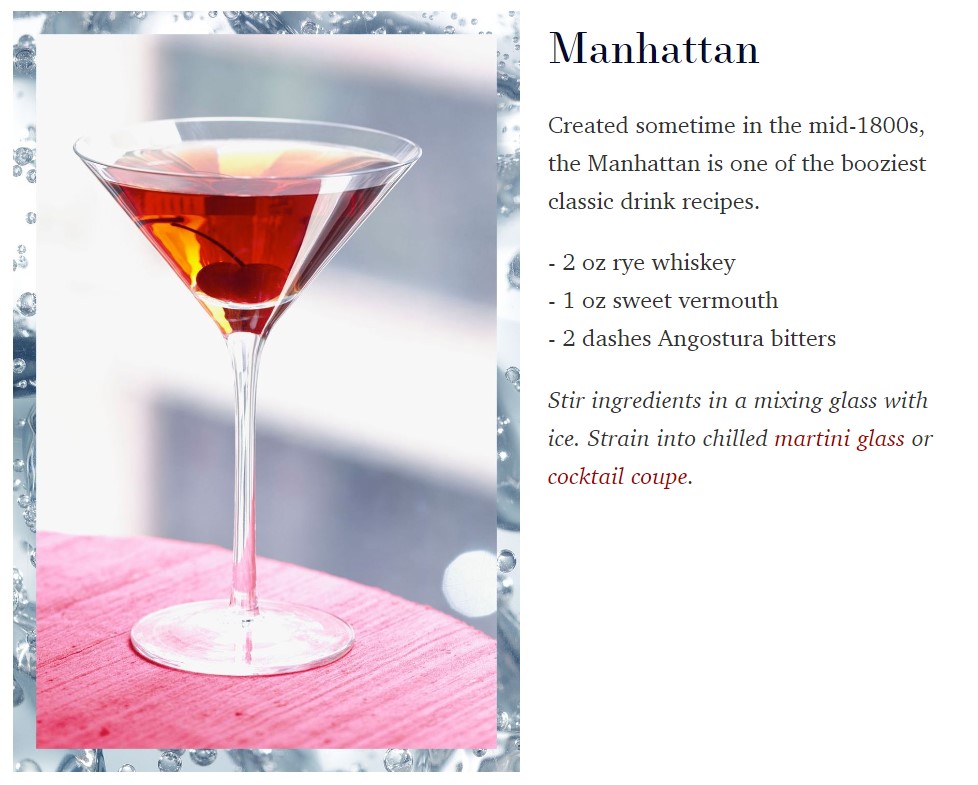 Manhattan
Created sometime in the mid-1800s,
the Manhattan is one of the booziest
classic drink recipes.
- 2 oz rye whiskey
- 1 oz sweet vermouth
- 2 dashes Angostura bitters
Stir ingredients in a mixing glass with
ice. Strain into chilled martini glass or
cocktail coupe.